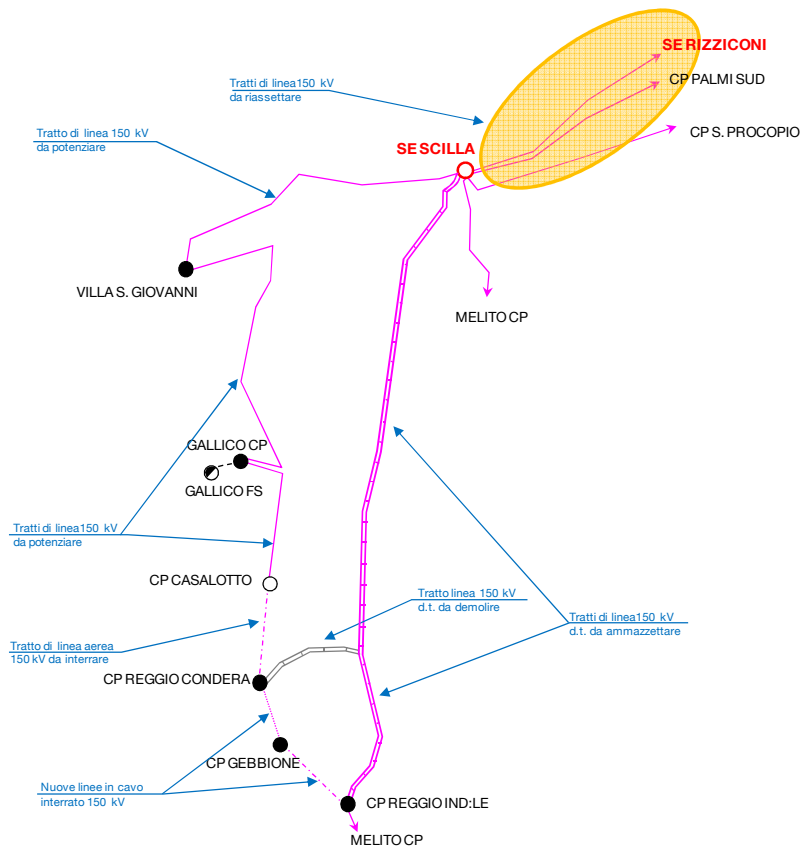 SE RIZZICONI
CP PALMI SUD
CP S. PROCOPIO
Tratti di linea150 kV
da riassettare
Tratto di linea 150 kV
da potenziare
SE SCILLA
VILLA S. GIOVANNI
MELITO CP
GALLICO CP
GALLICO FS
Tratti di linea150 kV
da potenziare
CP CASALOTTO
Tratto linea 150 kV
d.t. da demolire
Tratti di linea150 kV
d.t. da ammazzettare
Tratto di linea aerea
150 kV da interrare
CP REGGIO CONDERA
CP GEBBIONE
Nuove linee in cavo
interrato 150 kV
CP REGGIO IND:LE
MELITO CP